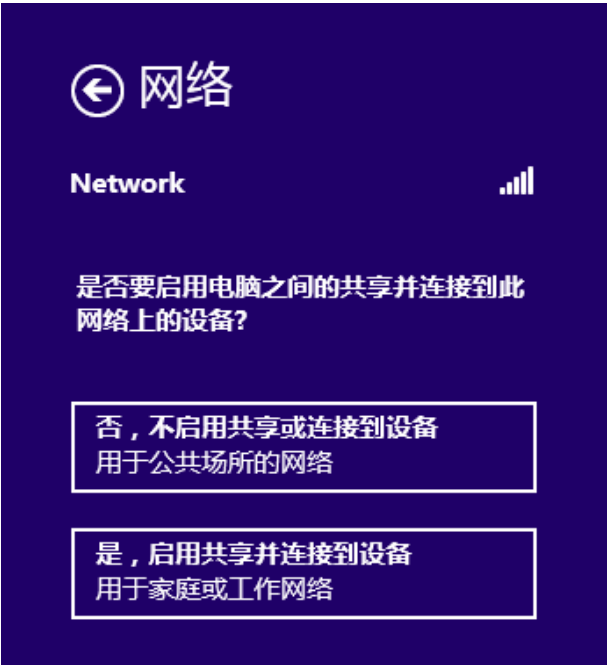 网络
Network
是否要启用电脑之间的共享并连接到此
网络上的设备?
否，不启用共享或连接到设备
用于公共场所的网络
是，启用共享并连接到设备
用于家庭或工作网络